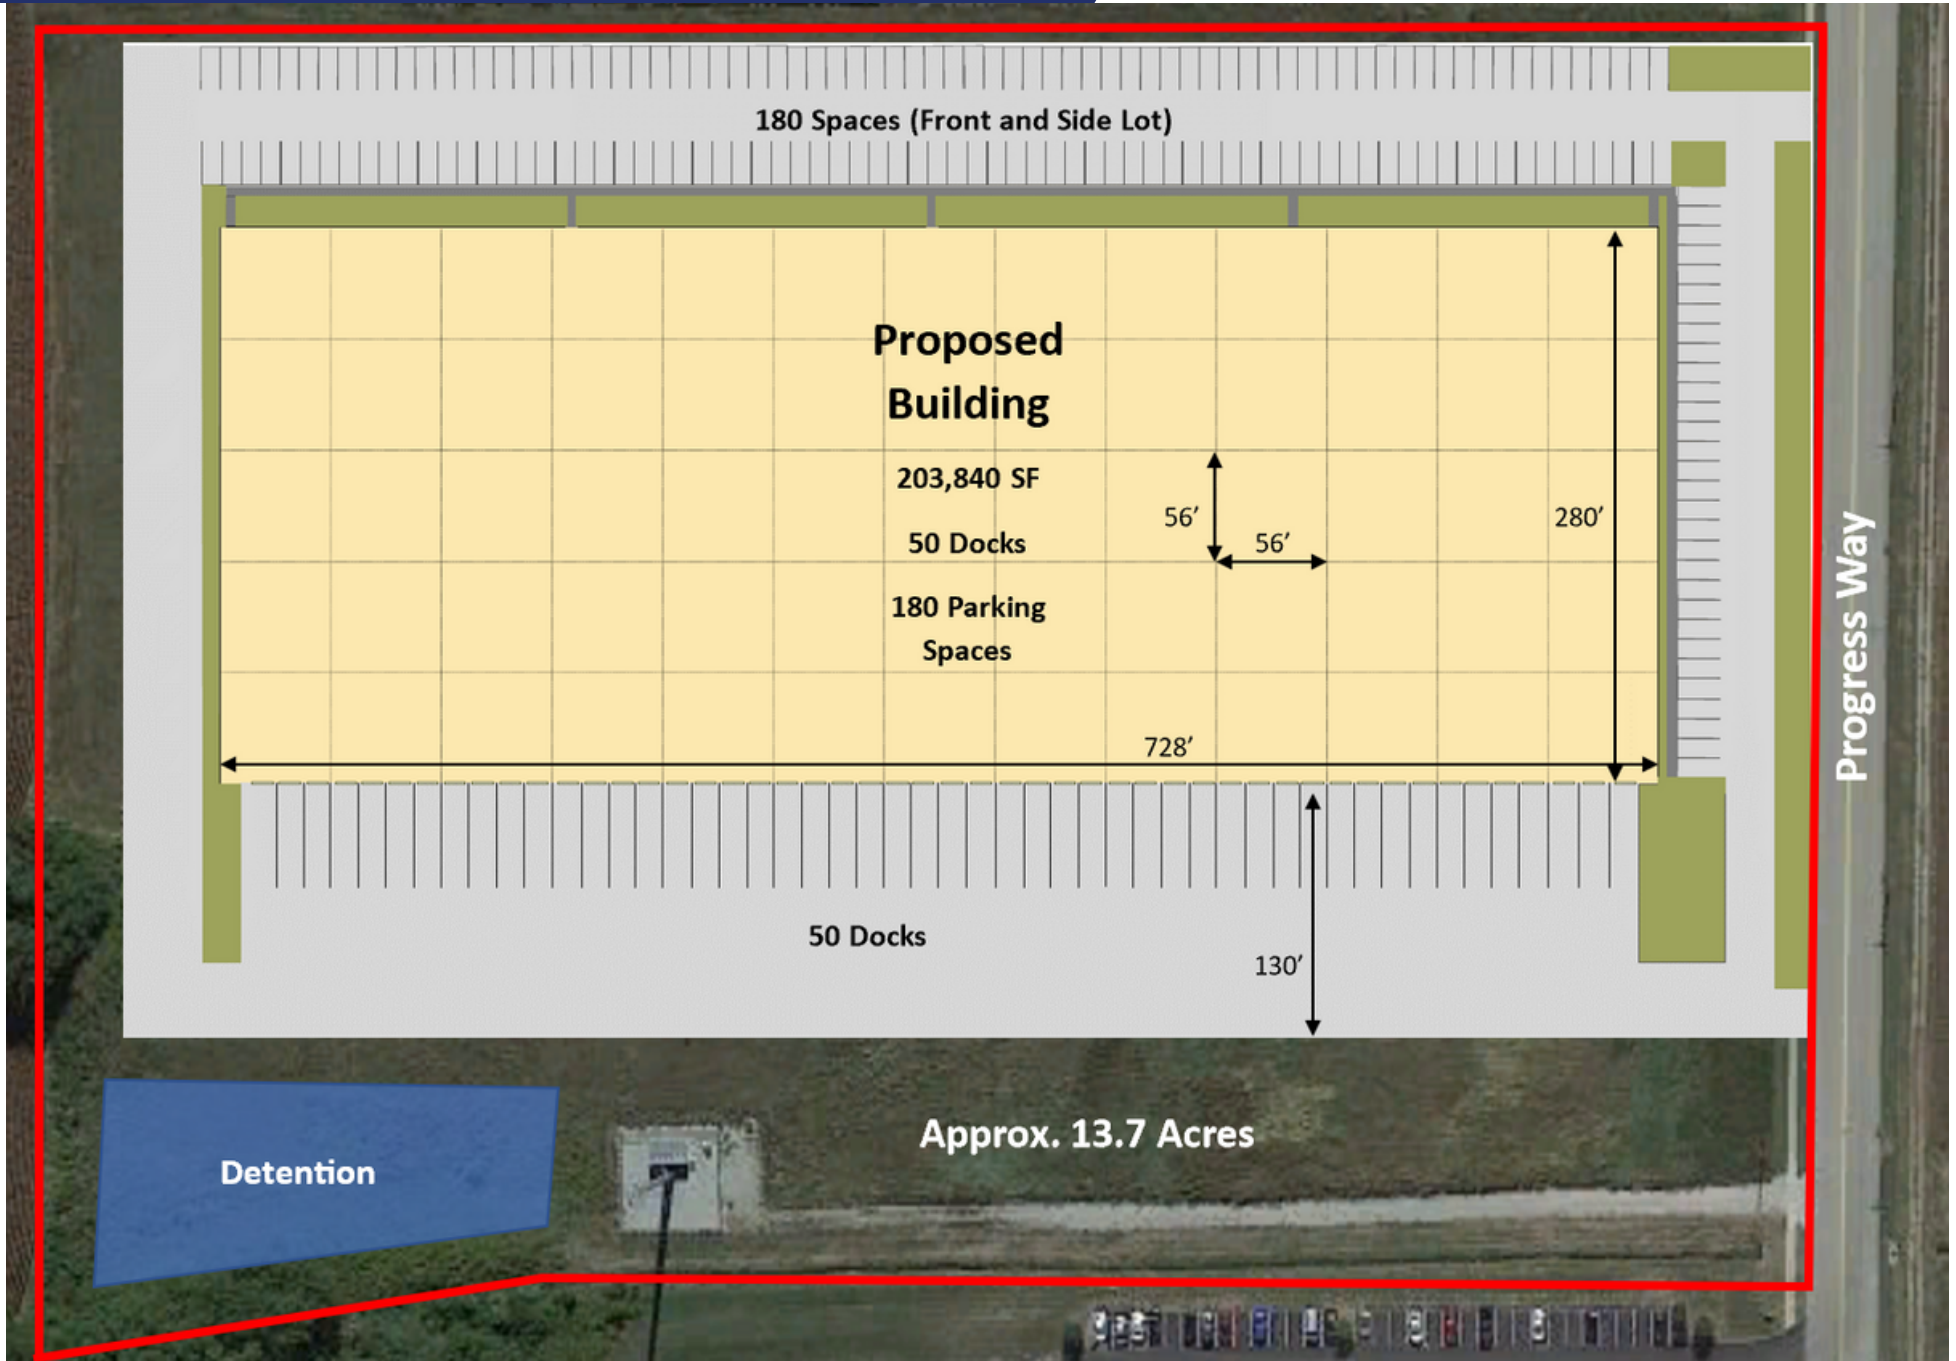 180 Spaces (Front and Side Lot)
Proposed
Building
203,840 SF
50 Docks
180 Parking
Spaces
56’
56’
280’
728’
Progress Way
50 Docks
130’
Approx. 13.7 Acres
Detention